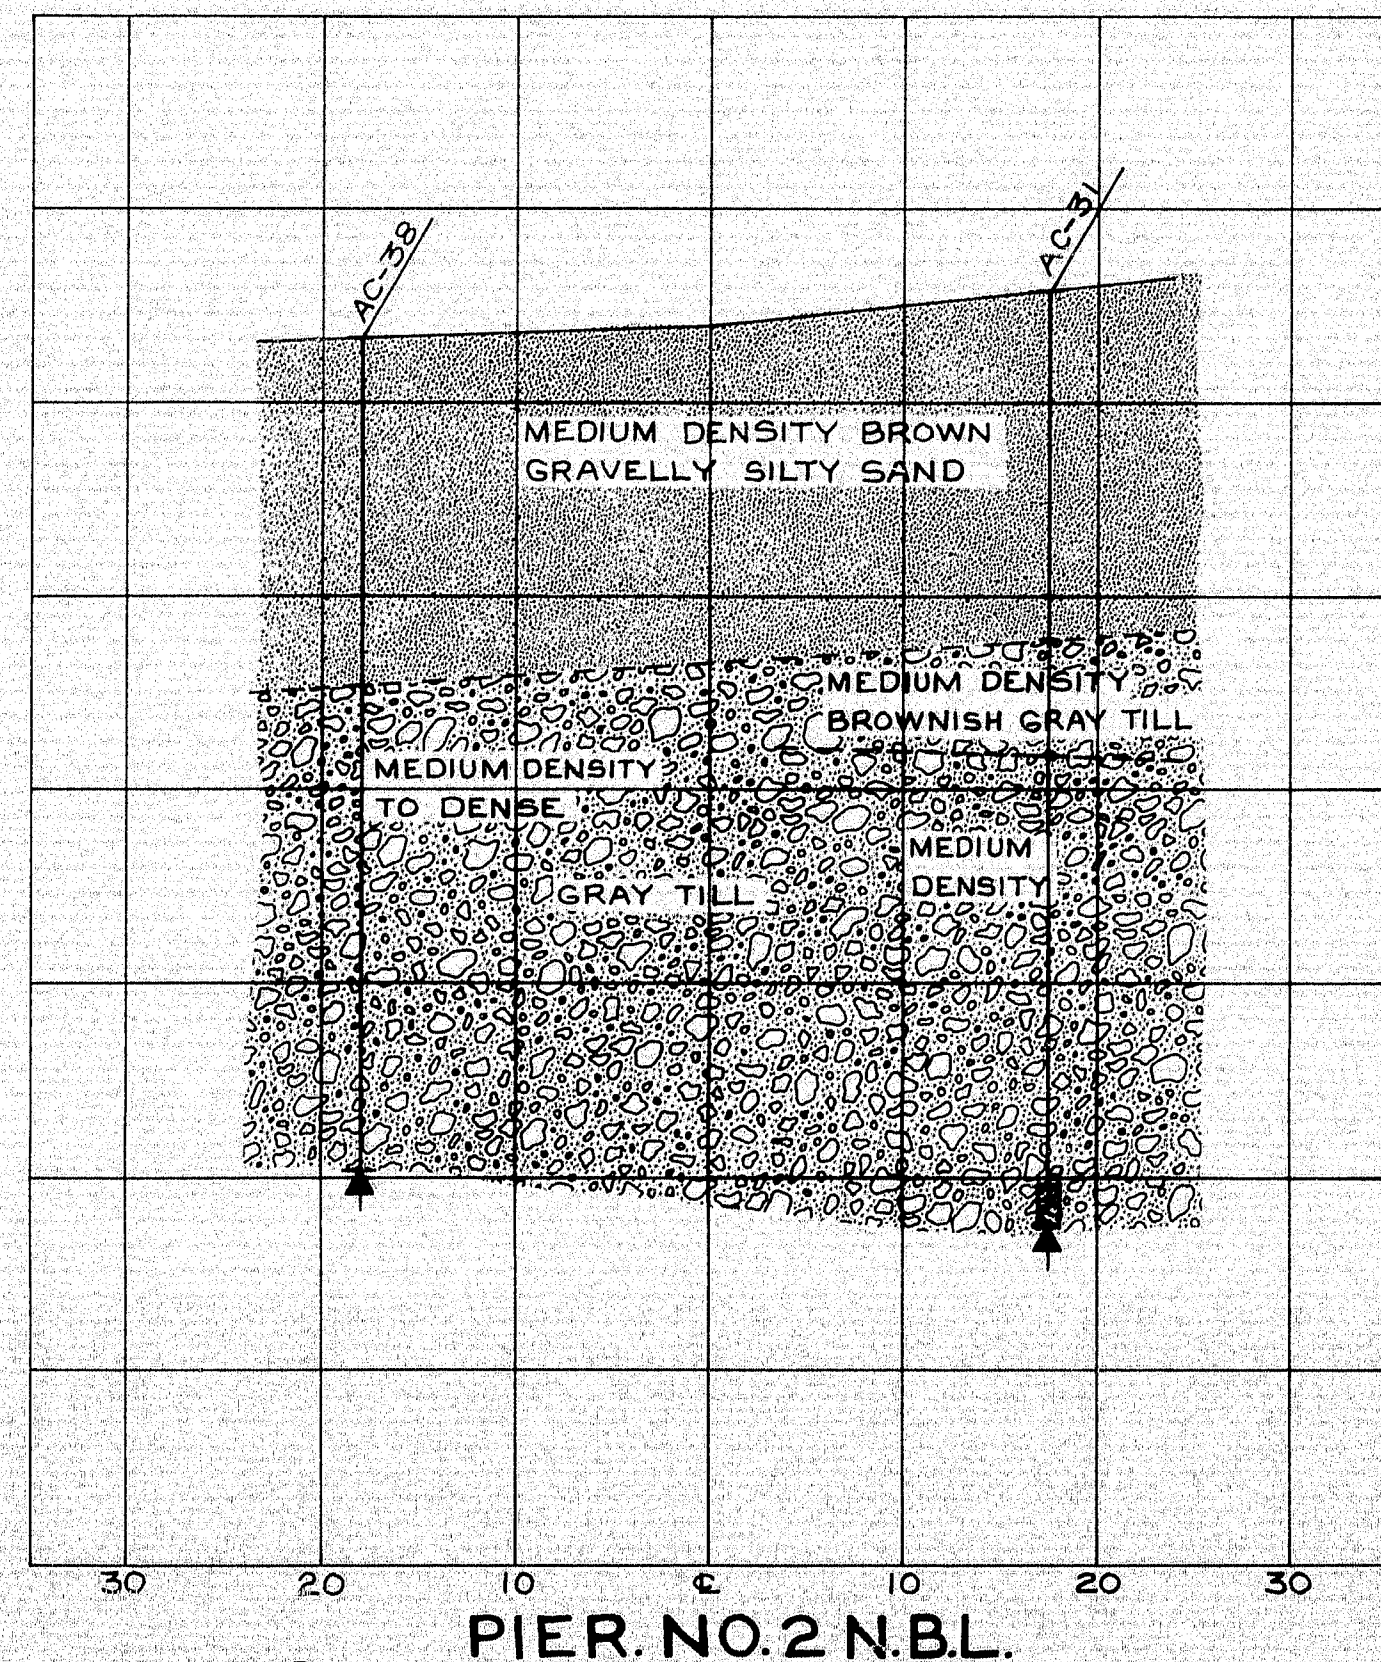 AC-38
AC-31
MEDIUM DENSITY BROWN
GRAVELLY SILTY SAND
MEDIUM DENSITY
BROWNISH GRAY TILL
MEDIUM DENSITY
TO DENSE
MEDIUM
DENSITY
GRAY TILL
30 20 10 ℄ 10 20 30
PIER. NO. 2 N.B.L.